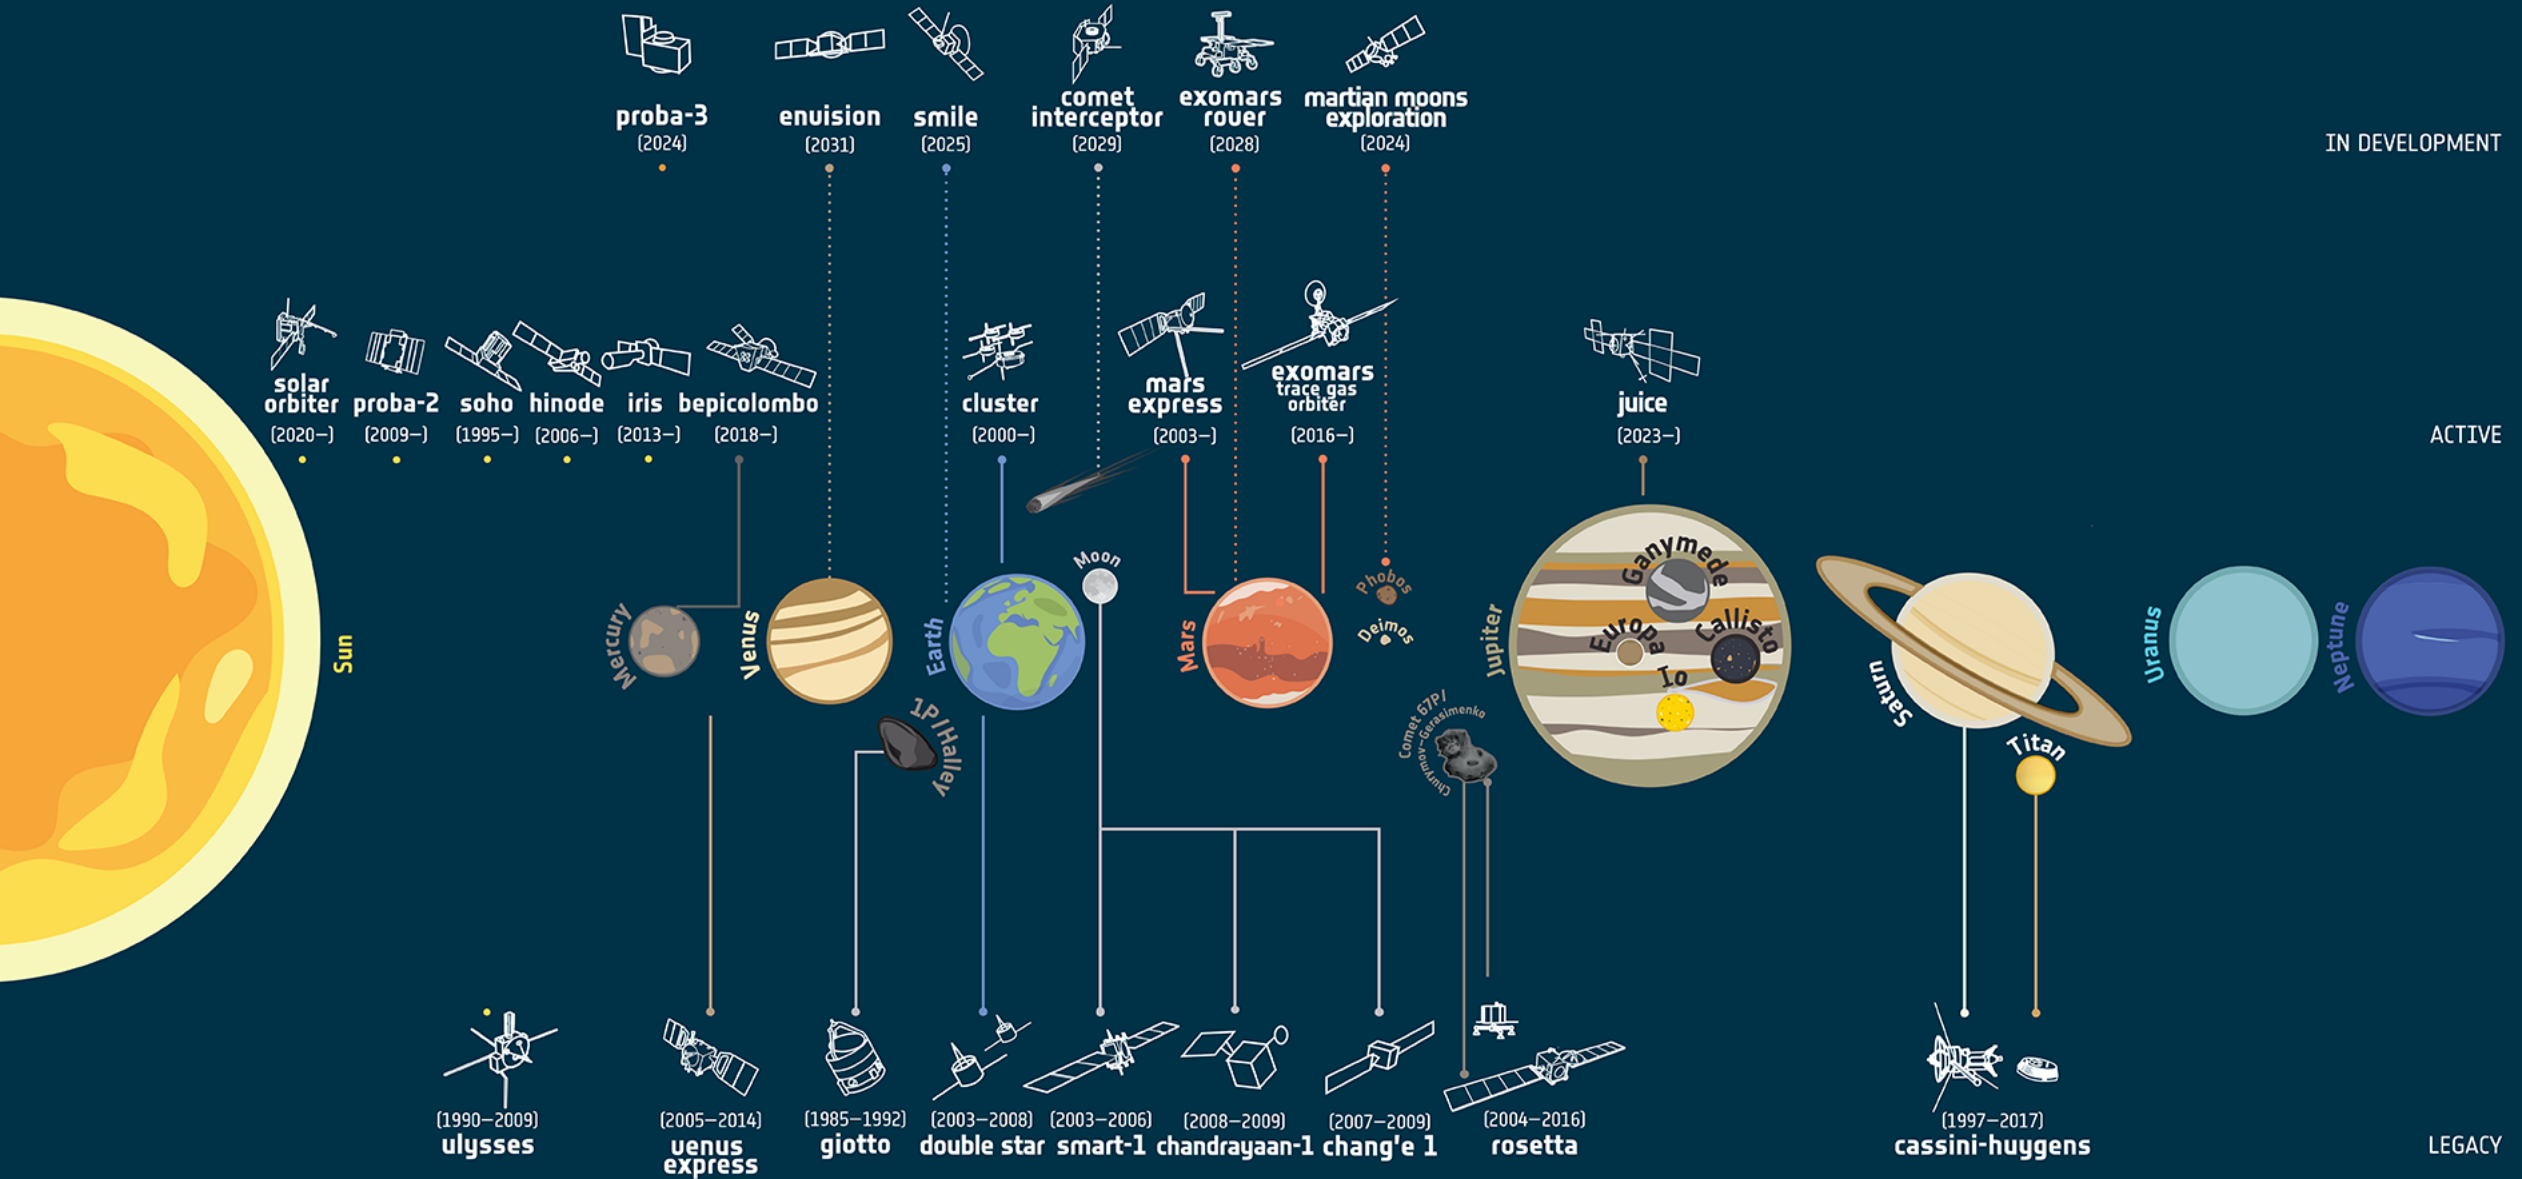 proba-3
(2024)
enuision
(2031)
smile
(2025)
comet
interceptor
(2029)
exomars
rouer
(2028)
martian moons
exploration
(2024)
IN DEVELOPMENT
solar
orbiter
(2020–)
proba-2
(2009–)
soho
(1995–)
hinode
(2006–)
iris
(2013–)
bepicolombo
(2018–)
cluster
(2000–)
mars
express
(2003–)
exomars
trace gas
orbiter
(2016–)
juice
(2023–)
ACTIVE
Sun
Mercury
Venus
1P/Halley
Earth
Moon
Mars
Phobos
Deimos
Comet 67P/
Churymov-Gerasimenko
Jupiter
Ganymede
Europa
Callisto
Io
Saturn
Titan
Uranus
Neptune
(1990–2009)
ulysses
(2005–2014)
uenus
express
(1985–1992)
giotto
(2003–2008)
double star
(2003–2006)
smart-1
(2008–2009)
chandrayaan-1
(2007–2009)
chang'e 1
(2004–2016)
rosetta
(1997–2017)
cassini-huygens
LEGACY